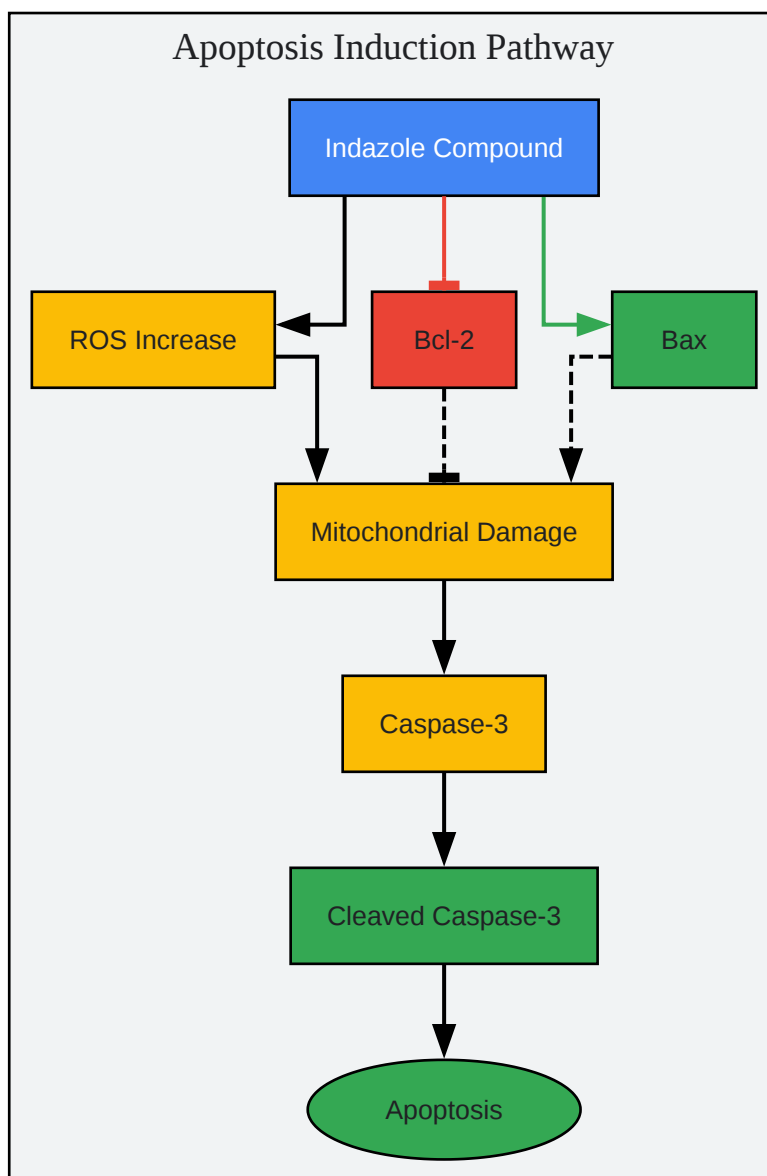 Apoptosis Induction Pathway
Indazole Compound
ROS Increase
Bcl-2
Bax
Mitochondrial Damage
Caspase-3
Cleaved Caspase-3
Apoptosis